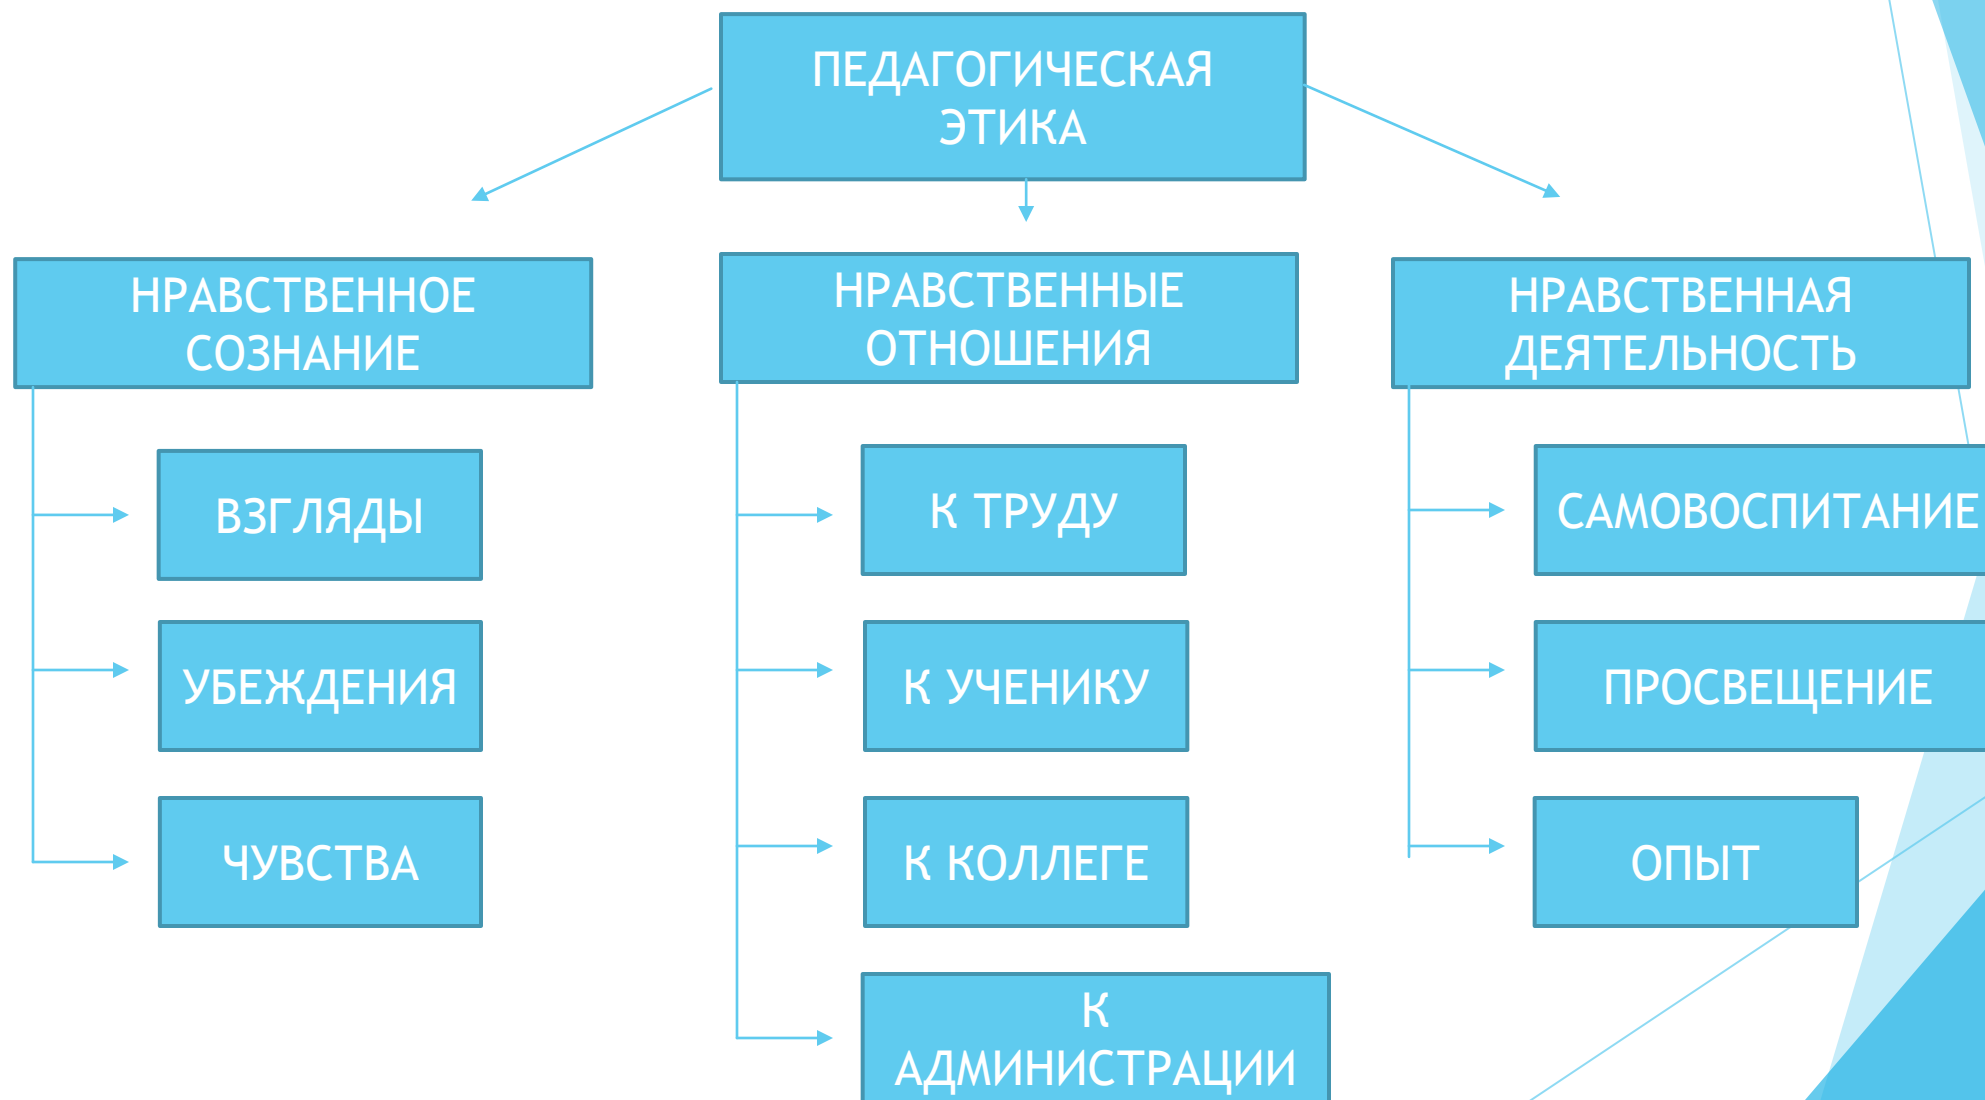 ПЕДАГОГИЧЕСКАЯ
ЭТИКА
НРАВСТВЕННОЕ
СОЗНАНИЕ
ВЗГЛЯДЫ
УБЕЖДЕНИЯ
ЧУВСТВА
НРАВСТВЕННЫЕ
ОТНОШЕНИЯ
К ТРУДУ
К УЧЕНИКУ
К КОЛЛЕГЕ
К
АДМИНИСТРАЦИИ
НРАВСТВЕННАЯ
ДЕЯТЕЛЬНОСТЬ
САМОВОСПИТАНИЕ
ПРОСВЕЩЕНИЕ
ОПЫТ